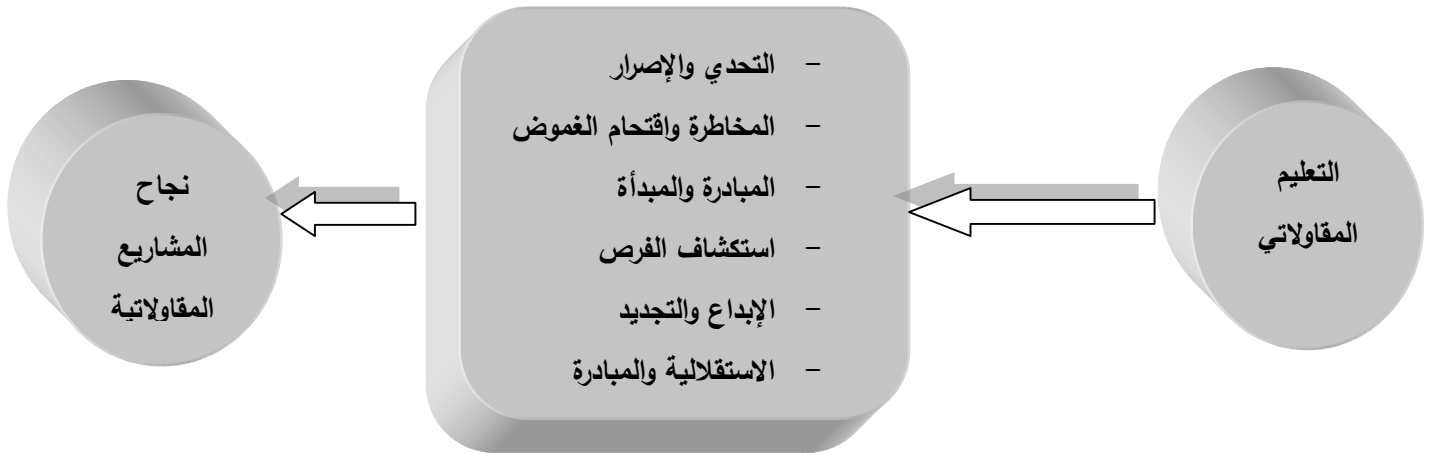 التعليم
المقاولاتي
- التحدي والإصرار
- المخاطرة واقتحام الغموض
- المبادرة والمبدأة
- استكشاف الفرص
- الإبداع والتجديد
- الاستقلالية والمبادرة
نجاح
المشاريع
المقاولاتية